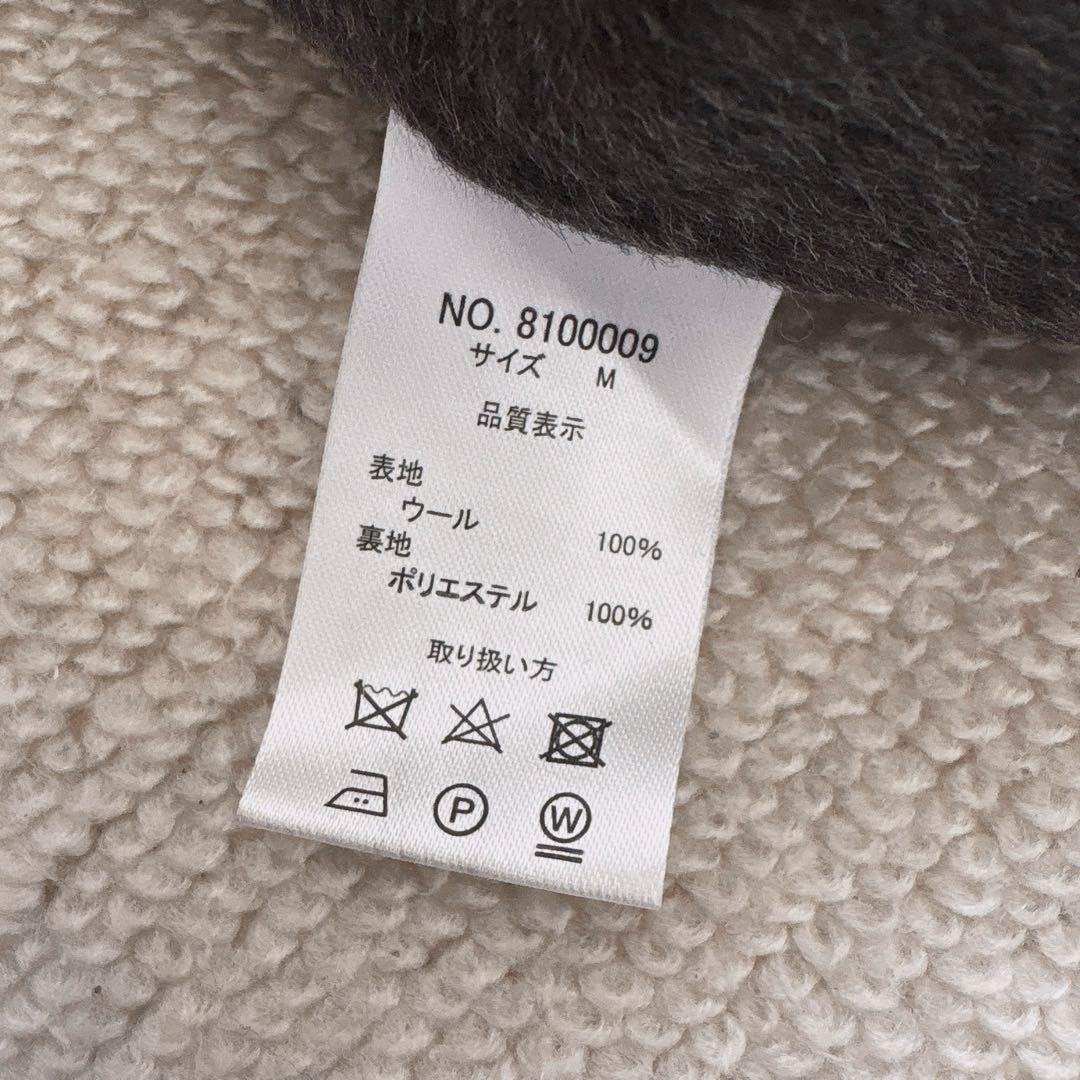 NO. 8100009
サイズ M
品質表示
表地
ウール 100%
裏地
ポリエステル 100%
取り扱い方
P
W